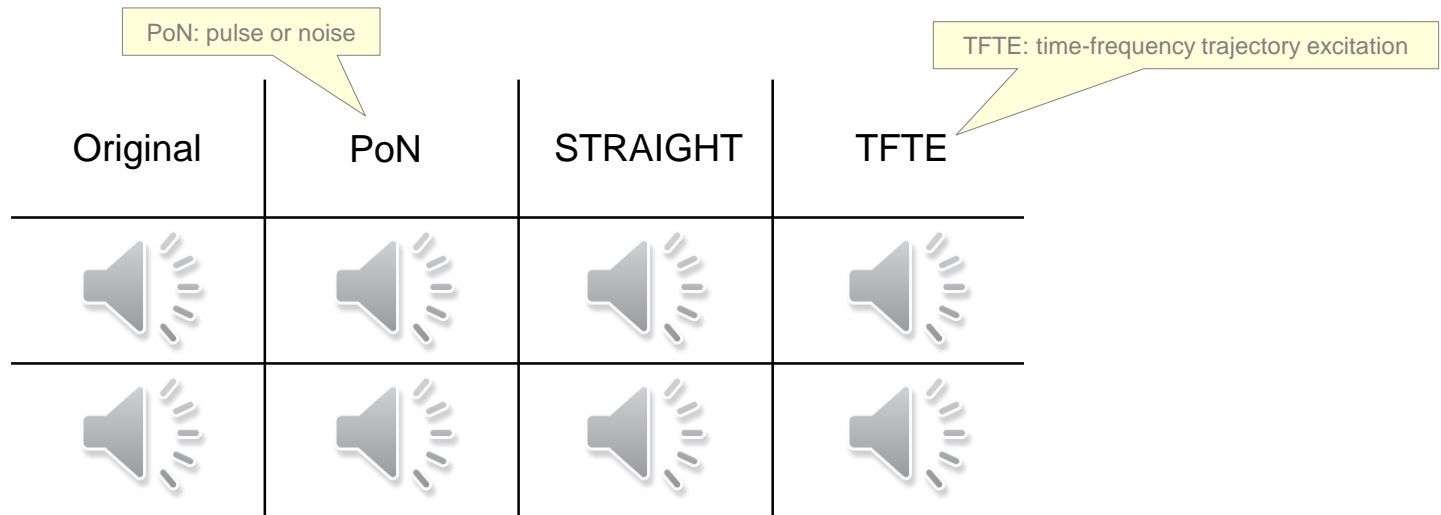 PoN: pulse or noise
TFTE: time-frequency trajectory excitation
Original
PoN
STRAIGHT
TFTE